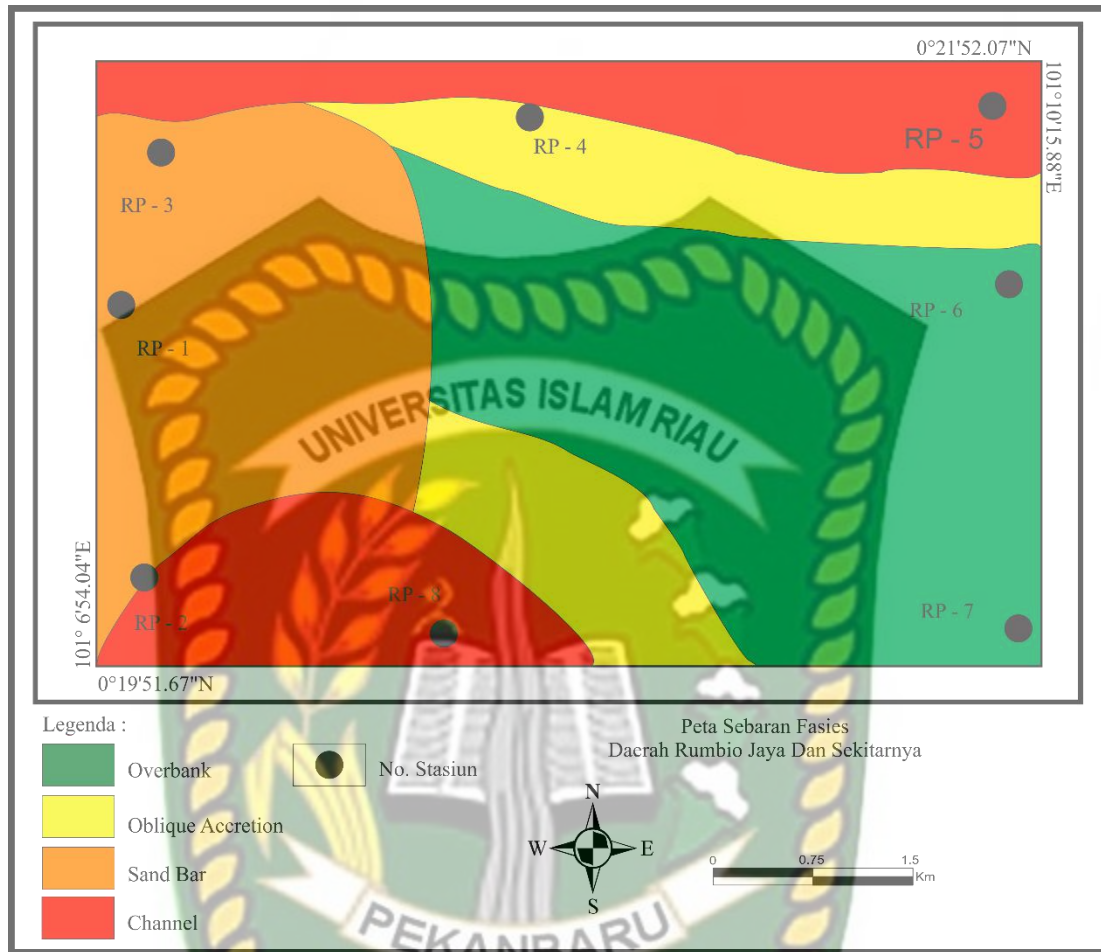 0°21'52.07"N
101°10'15.88"E
RP - 5
RP - 4
RP - 3
RP - 6
RP - 1
UNIVERSITAS ISLAM RIAU
101° 6'54.04"E
RP - 8
RP - 2
RP - 7
0°19'51.67"N
Legenda :
Overbank
Oblique Accretion
Sand Bar
Channel
No. Stasiun
Peta Sebaran Fasies
Daerah Rumbio Jaya Dan Sekitarnya
N
W
E
S
0 0.75 1.5
Km
PEKANBARU